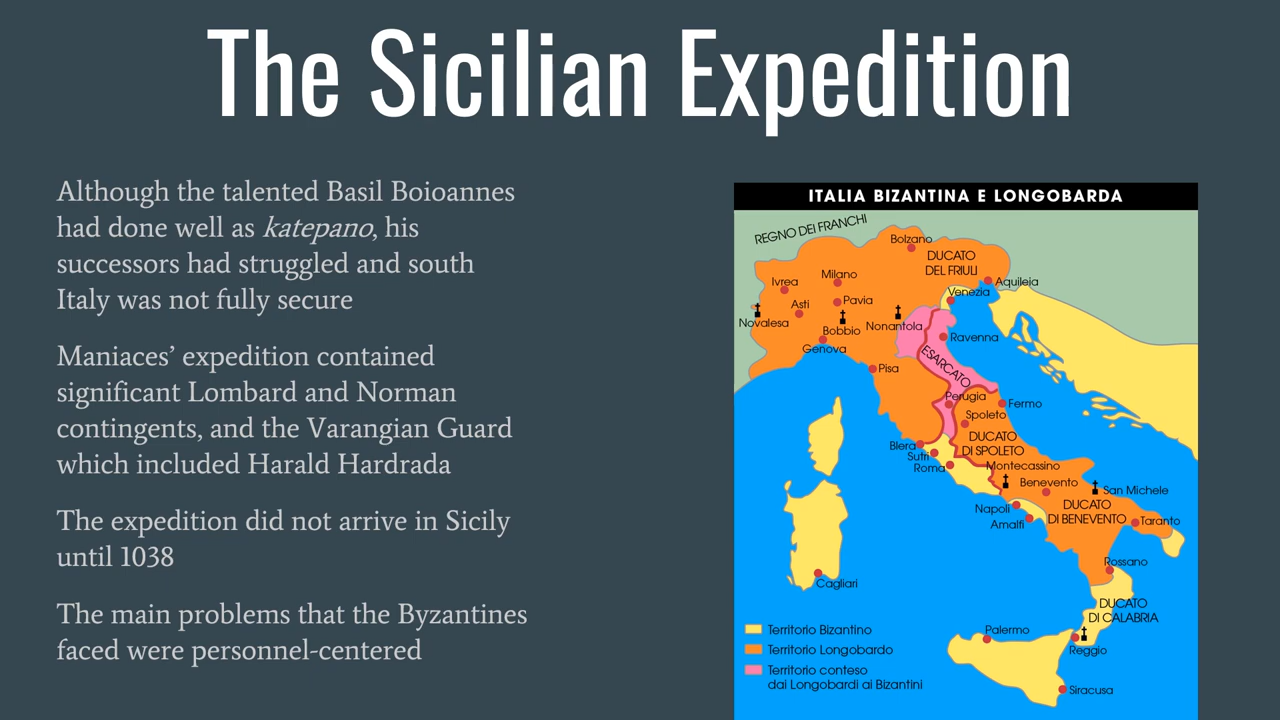 The Sicilian Expedition
Although the talented Basil Boioannes
had done well as katepano, his
successors had struggled and south
Italy was not fully secure
Maniaces’ expedition contained
significant Lombard and Norman
contingents, and the Varangian Guard
which included Harald Hardrada
The expedition did not arrive in Sicily
until 1038
The main problems that the Byzantines
faced were personnel-centered
ITALIA BIZANTINA E LONGOBARDA
REGNO DEI FRANCHI
Bolzano
DUCATO
DEL FRIULI
Aquileia
Ivrea
Milano
Venezia
Asti
Pavia
Novalesa
Bobbio
Nonantola
Genova
Ravenna
ESARCATO
Pisa
Perugia
Fermo
Spoleto
DUCATO
DI SPOLETO
Blera
Sutri
Roma
Montecassino
Benevento
San Michele
DUCATO
DI BENEVENTO
Napoli
Amalfi
Taranto
Rossano
Cagliari
DUCATO
DI CALABRIA
Palermo
Reggio
Siracusa
Territorio Bizantino
Territorio Longobardo
Territorio conteso
dai Longobardi ai Bizantini